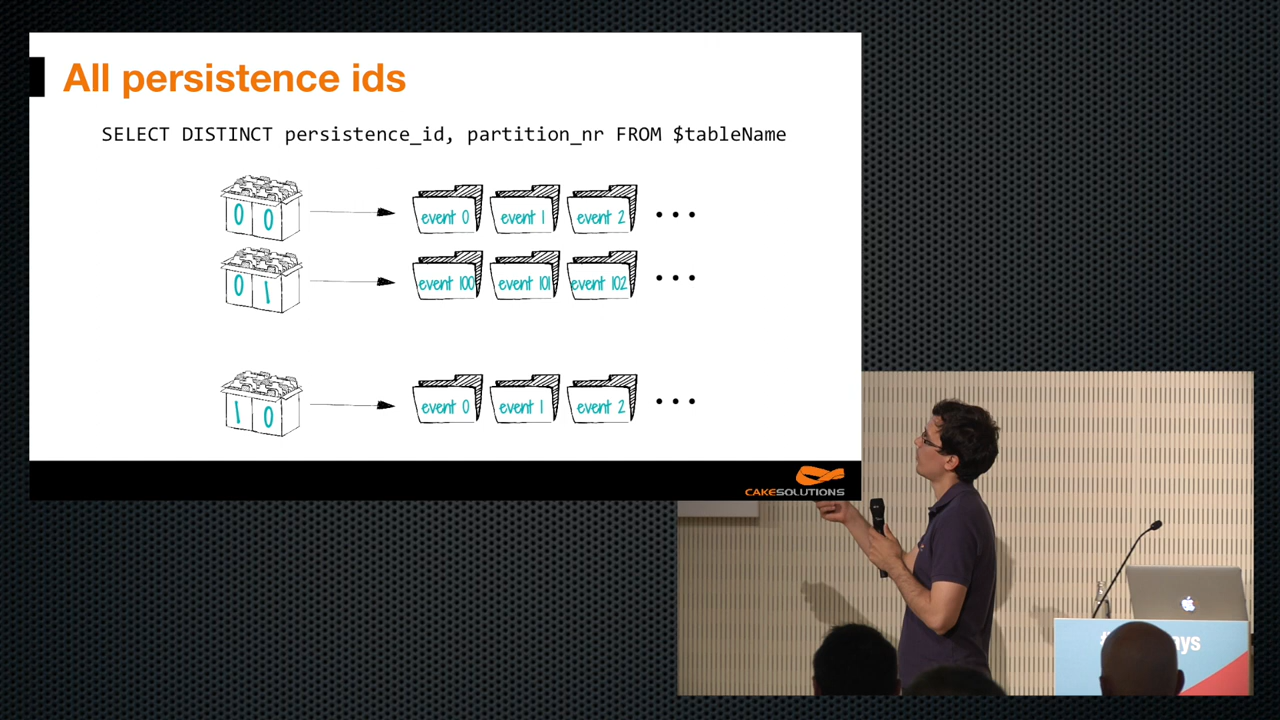 All persistence ids
SELECT DISTINCT persistence_id, partition_nr FROM $tableName
0 0 event 0 event 1 event 2 ...
0 1 event 100 event 101 event 102 ...
1 0 event 0 event 1 event 2 ...
CAKESOLUTIONS